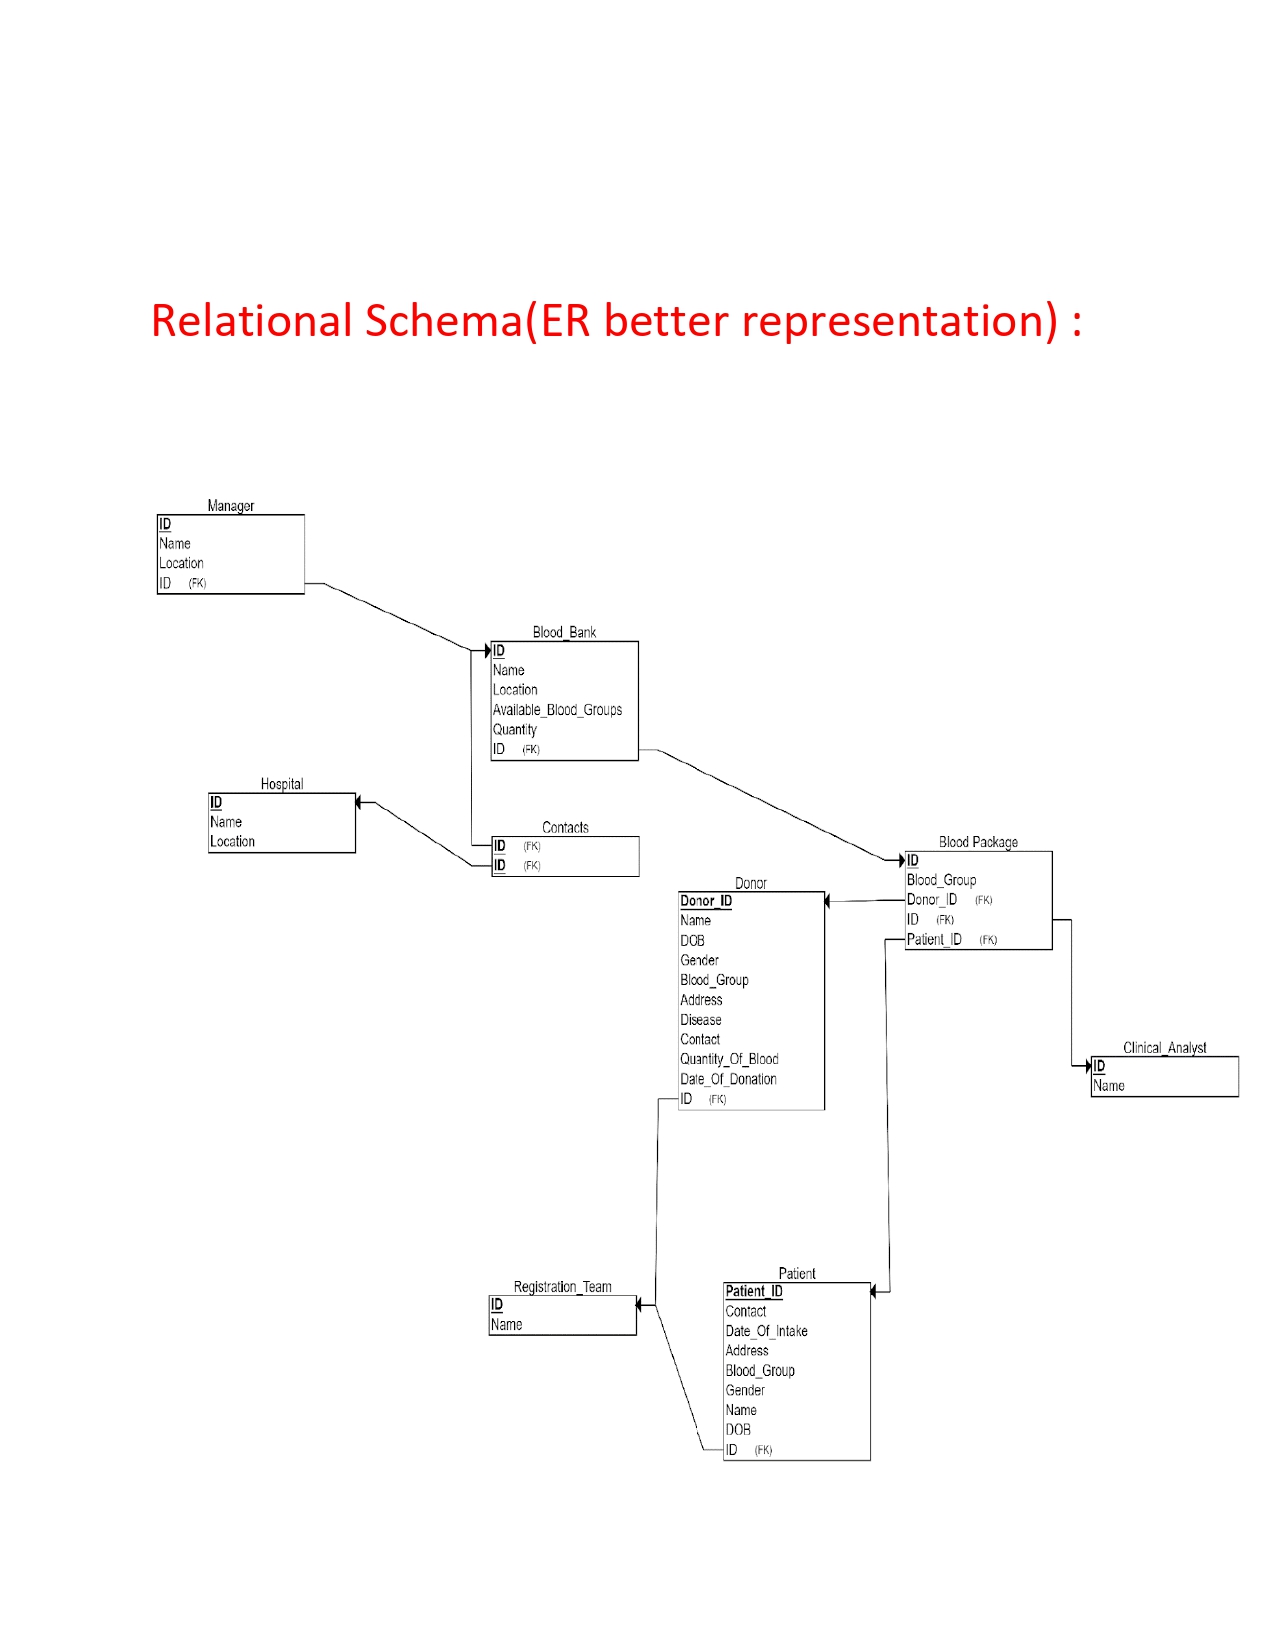 Relational Schema(ER better representation) :
Manager
ID
Name
Location
ID (FK)
Blood_Bank
ID
Name
Location
Available_Blood_Groups
Quantity
ID (FK)
Hospital
ID
Name
Location
Contacts
ID (FK)
ID (FK)
Blood Package
ID
Blood_Group
Donor_ID (FK)
ID (FK)
Patient_ID (FK)
Donor
Donor_ID
Name
DOB
Gender
Blood_Group
Address
Disease
Contact
Quantity_Of_Blood
Date_Of_Donation
ID (FK)
Clinical_Analyst
ID
Name
Registration_Team
ID
Name
Patient
Patient_ID
Contact
Date_Of_Intake
Address
Blood_Group
Gender
Name
DOB
ID (FK)